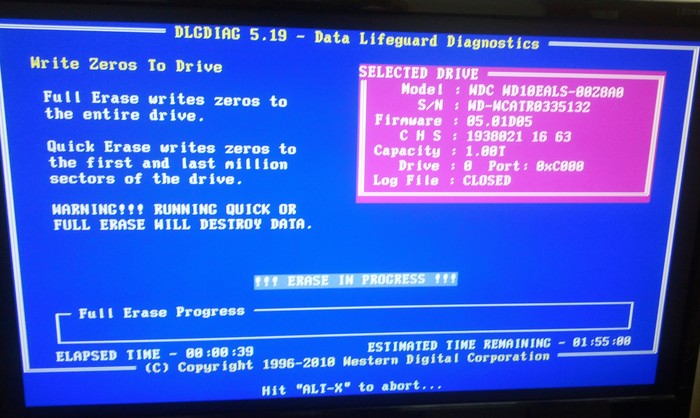 DLGDIAG 5.19 - Data Lifeguard Diagnostics
Write Zeros To Drive
Full Erase writes zeros to
the entire drive.
Quick Erase writes zeros to
the first and last million
sectors of the drive.
WARNING!!! RUNNING QUICK OR
FULL ERASE WILL DESTROY DATA.
SELECTED DRIVE
Model : WDC WD10EALS-002BA0
S/N : WD-WCATR0335132
Firmware : 05.01D05
C H S : 1938021 16 63
Capacity : 1.00T
Drive : 0 Port: 0xC000
Log File : CLOSED
!!! ERASE IN PROGRESS !!!
Full Erase Progress
ELAPSED TIME - 00:00:39
ESTIMATED TIME REMAINING - 01:55:00
(C) Copyright 1996-2010 Western Digital Corporation
Hit "ALT-X" to abort...